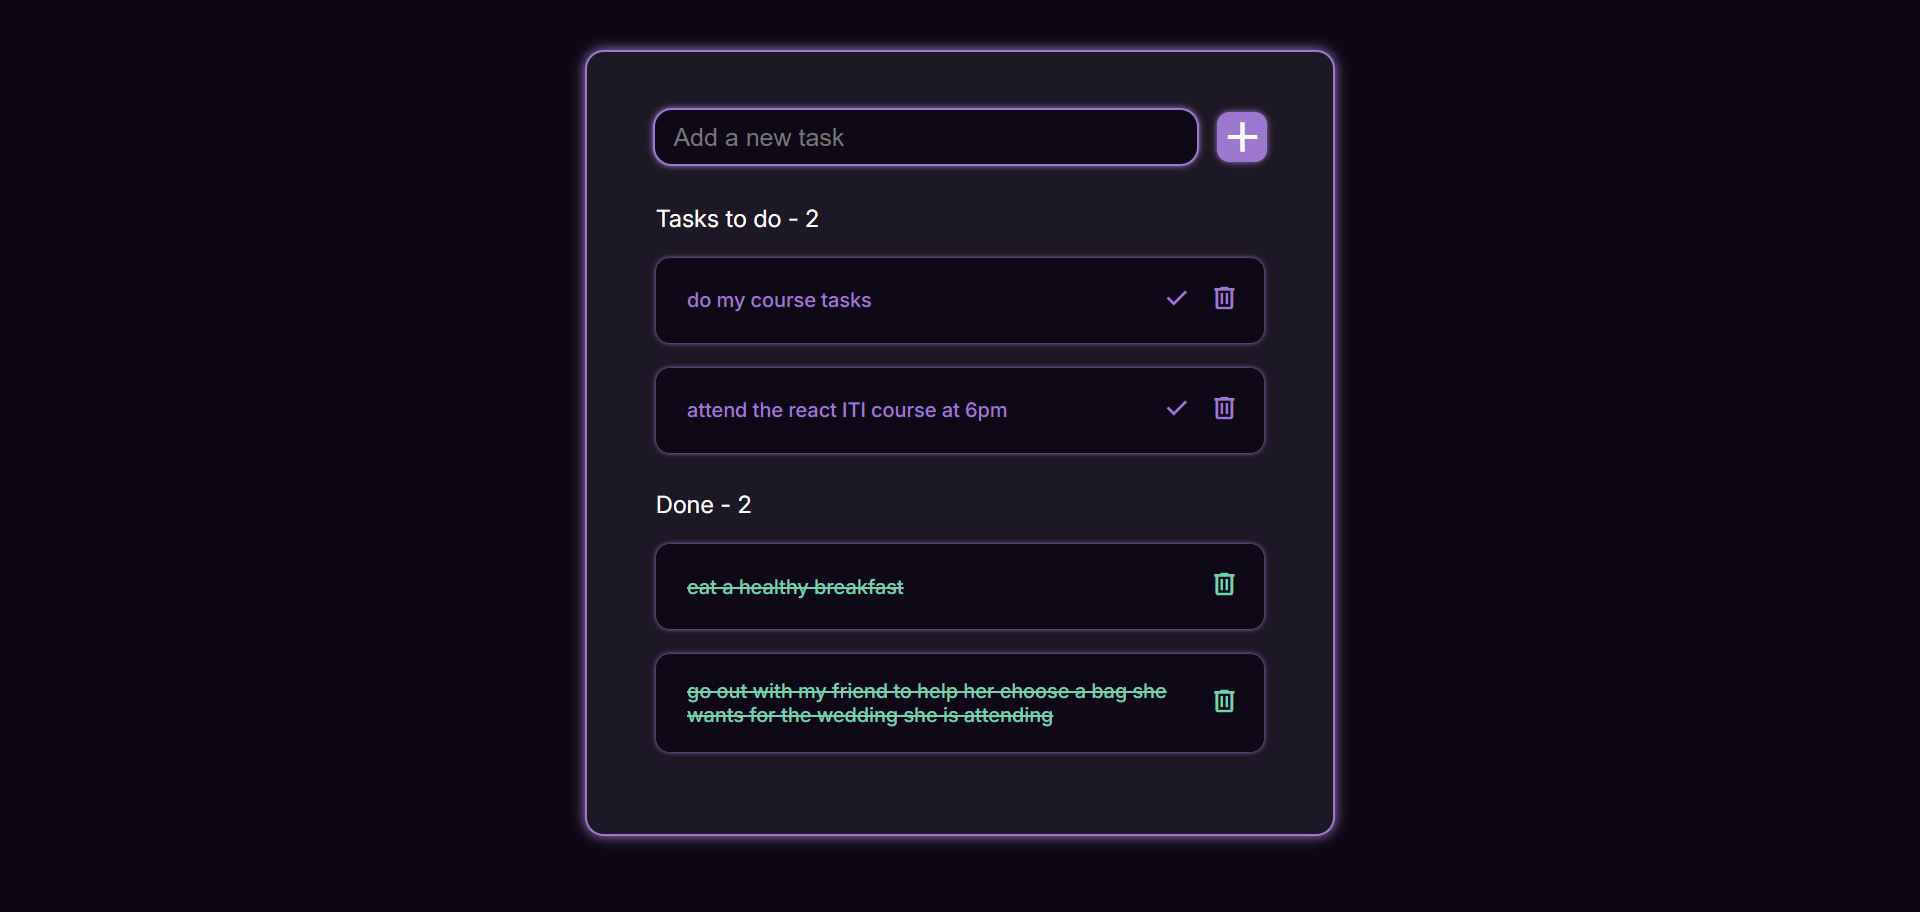 Add a new task
Tasks to do - 2
do my course tasks
attend the react ITI course at 6pm
Done - 2
eat a healthy breakfast
go out with my friend to help her choose a bag she
wants for the wedding she is attending